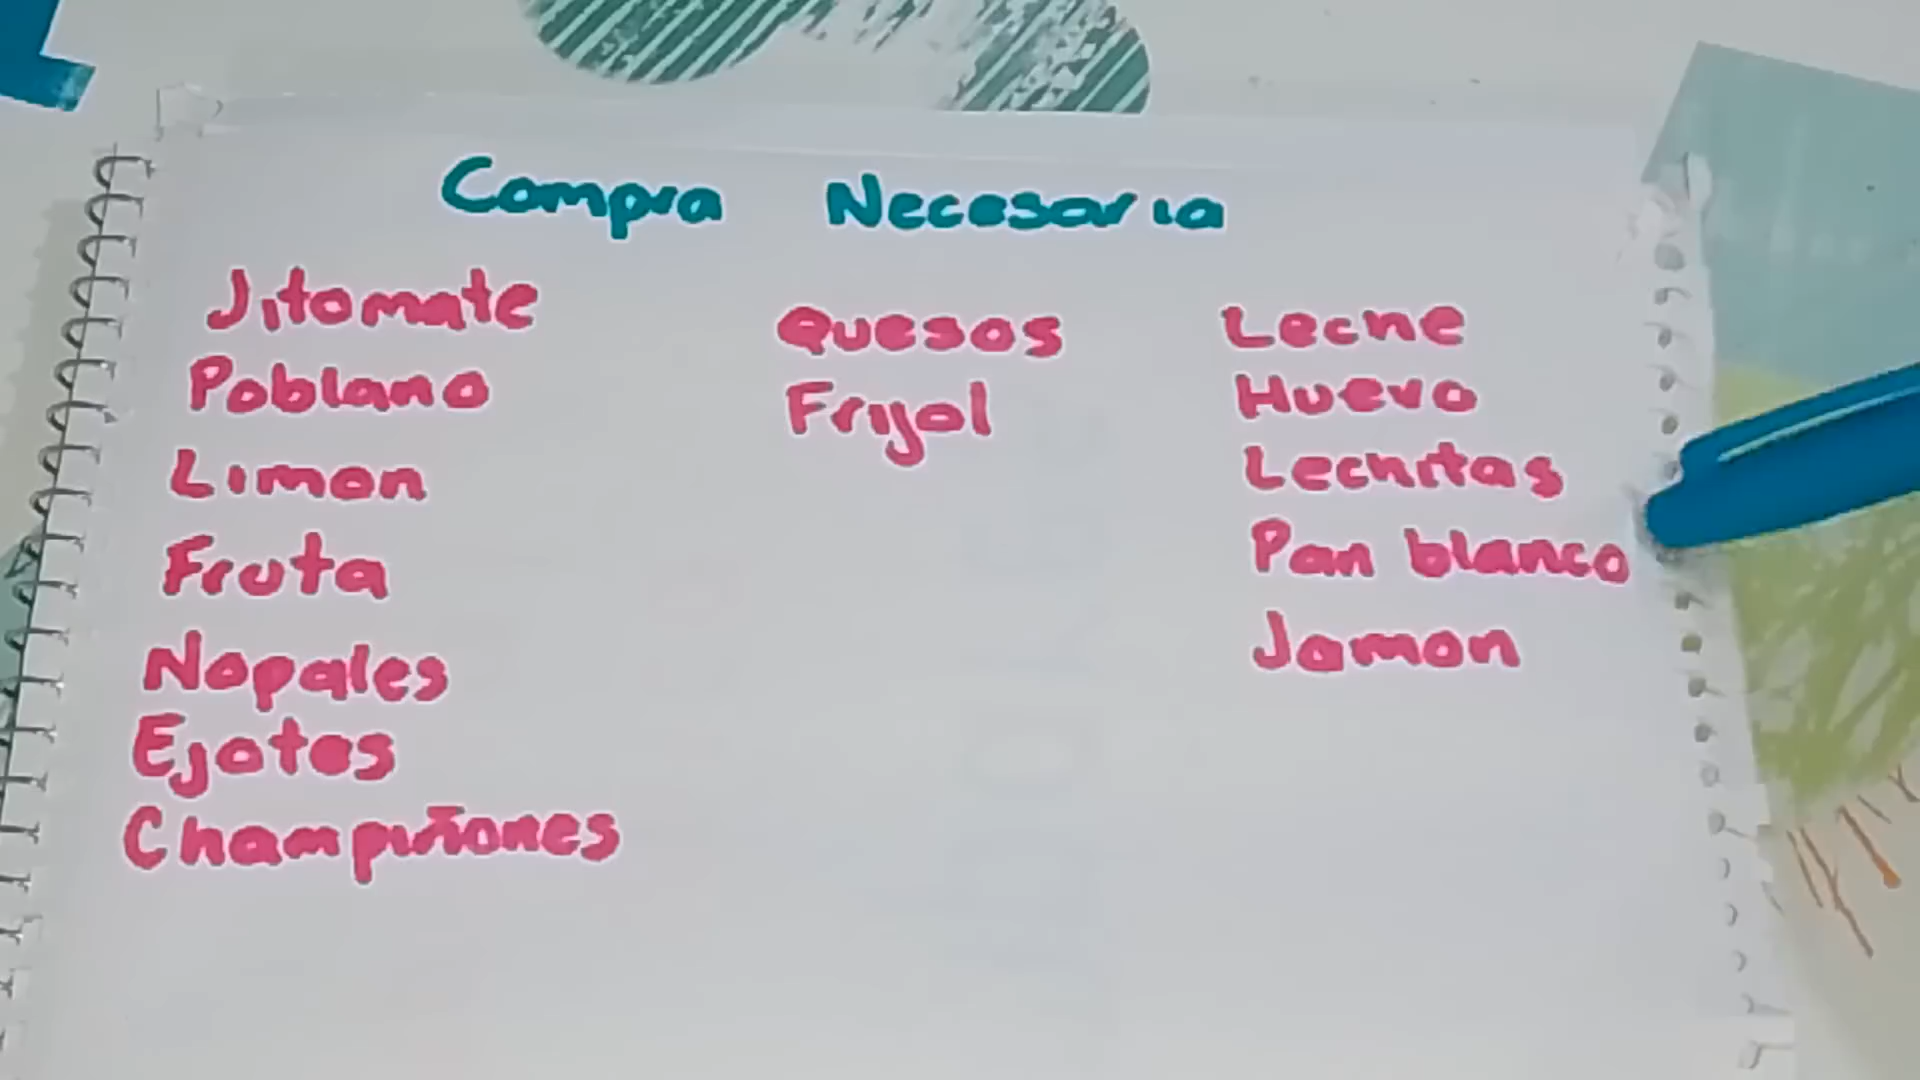 Compra Necesaria
Jitomate
Poblano
Limon
Fruta
Nopales
Ejotes
Champiñones
Quesos
Frijol
Leche
Huevo
Lechitas
Pan blanco
Jamon